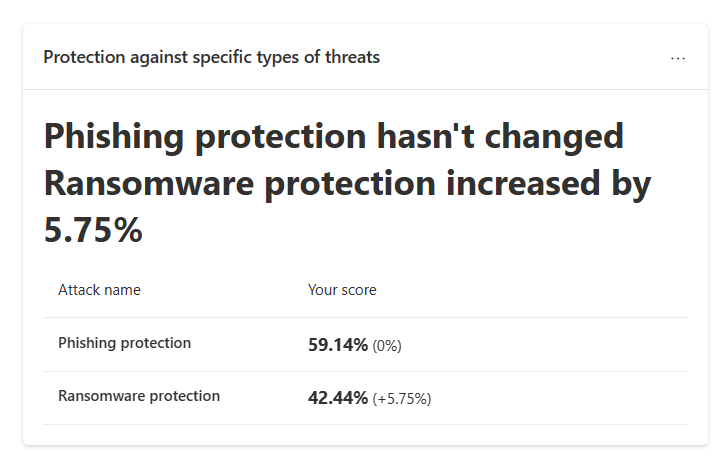 Protection against specific types of threats ...
Phishing protection hasn't changed
Ransomware protection increased by
5.75%
Attack name Your score
Phishing protection 59.14% (0%)
Ransomware protection 42.44% (+5.75%)